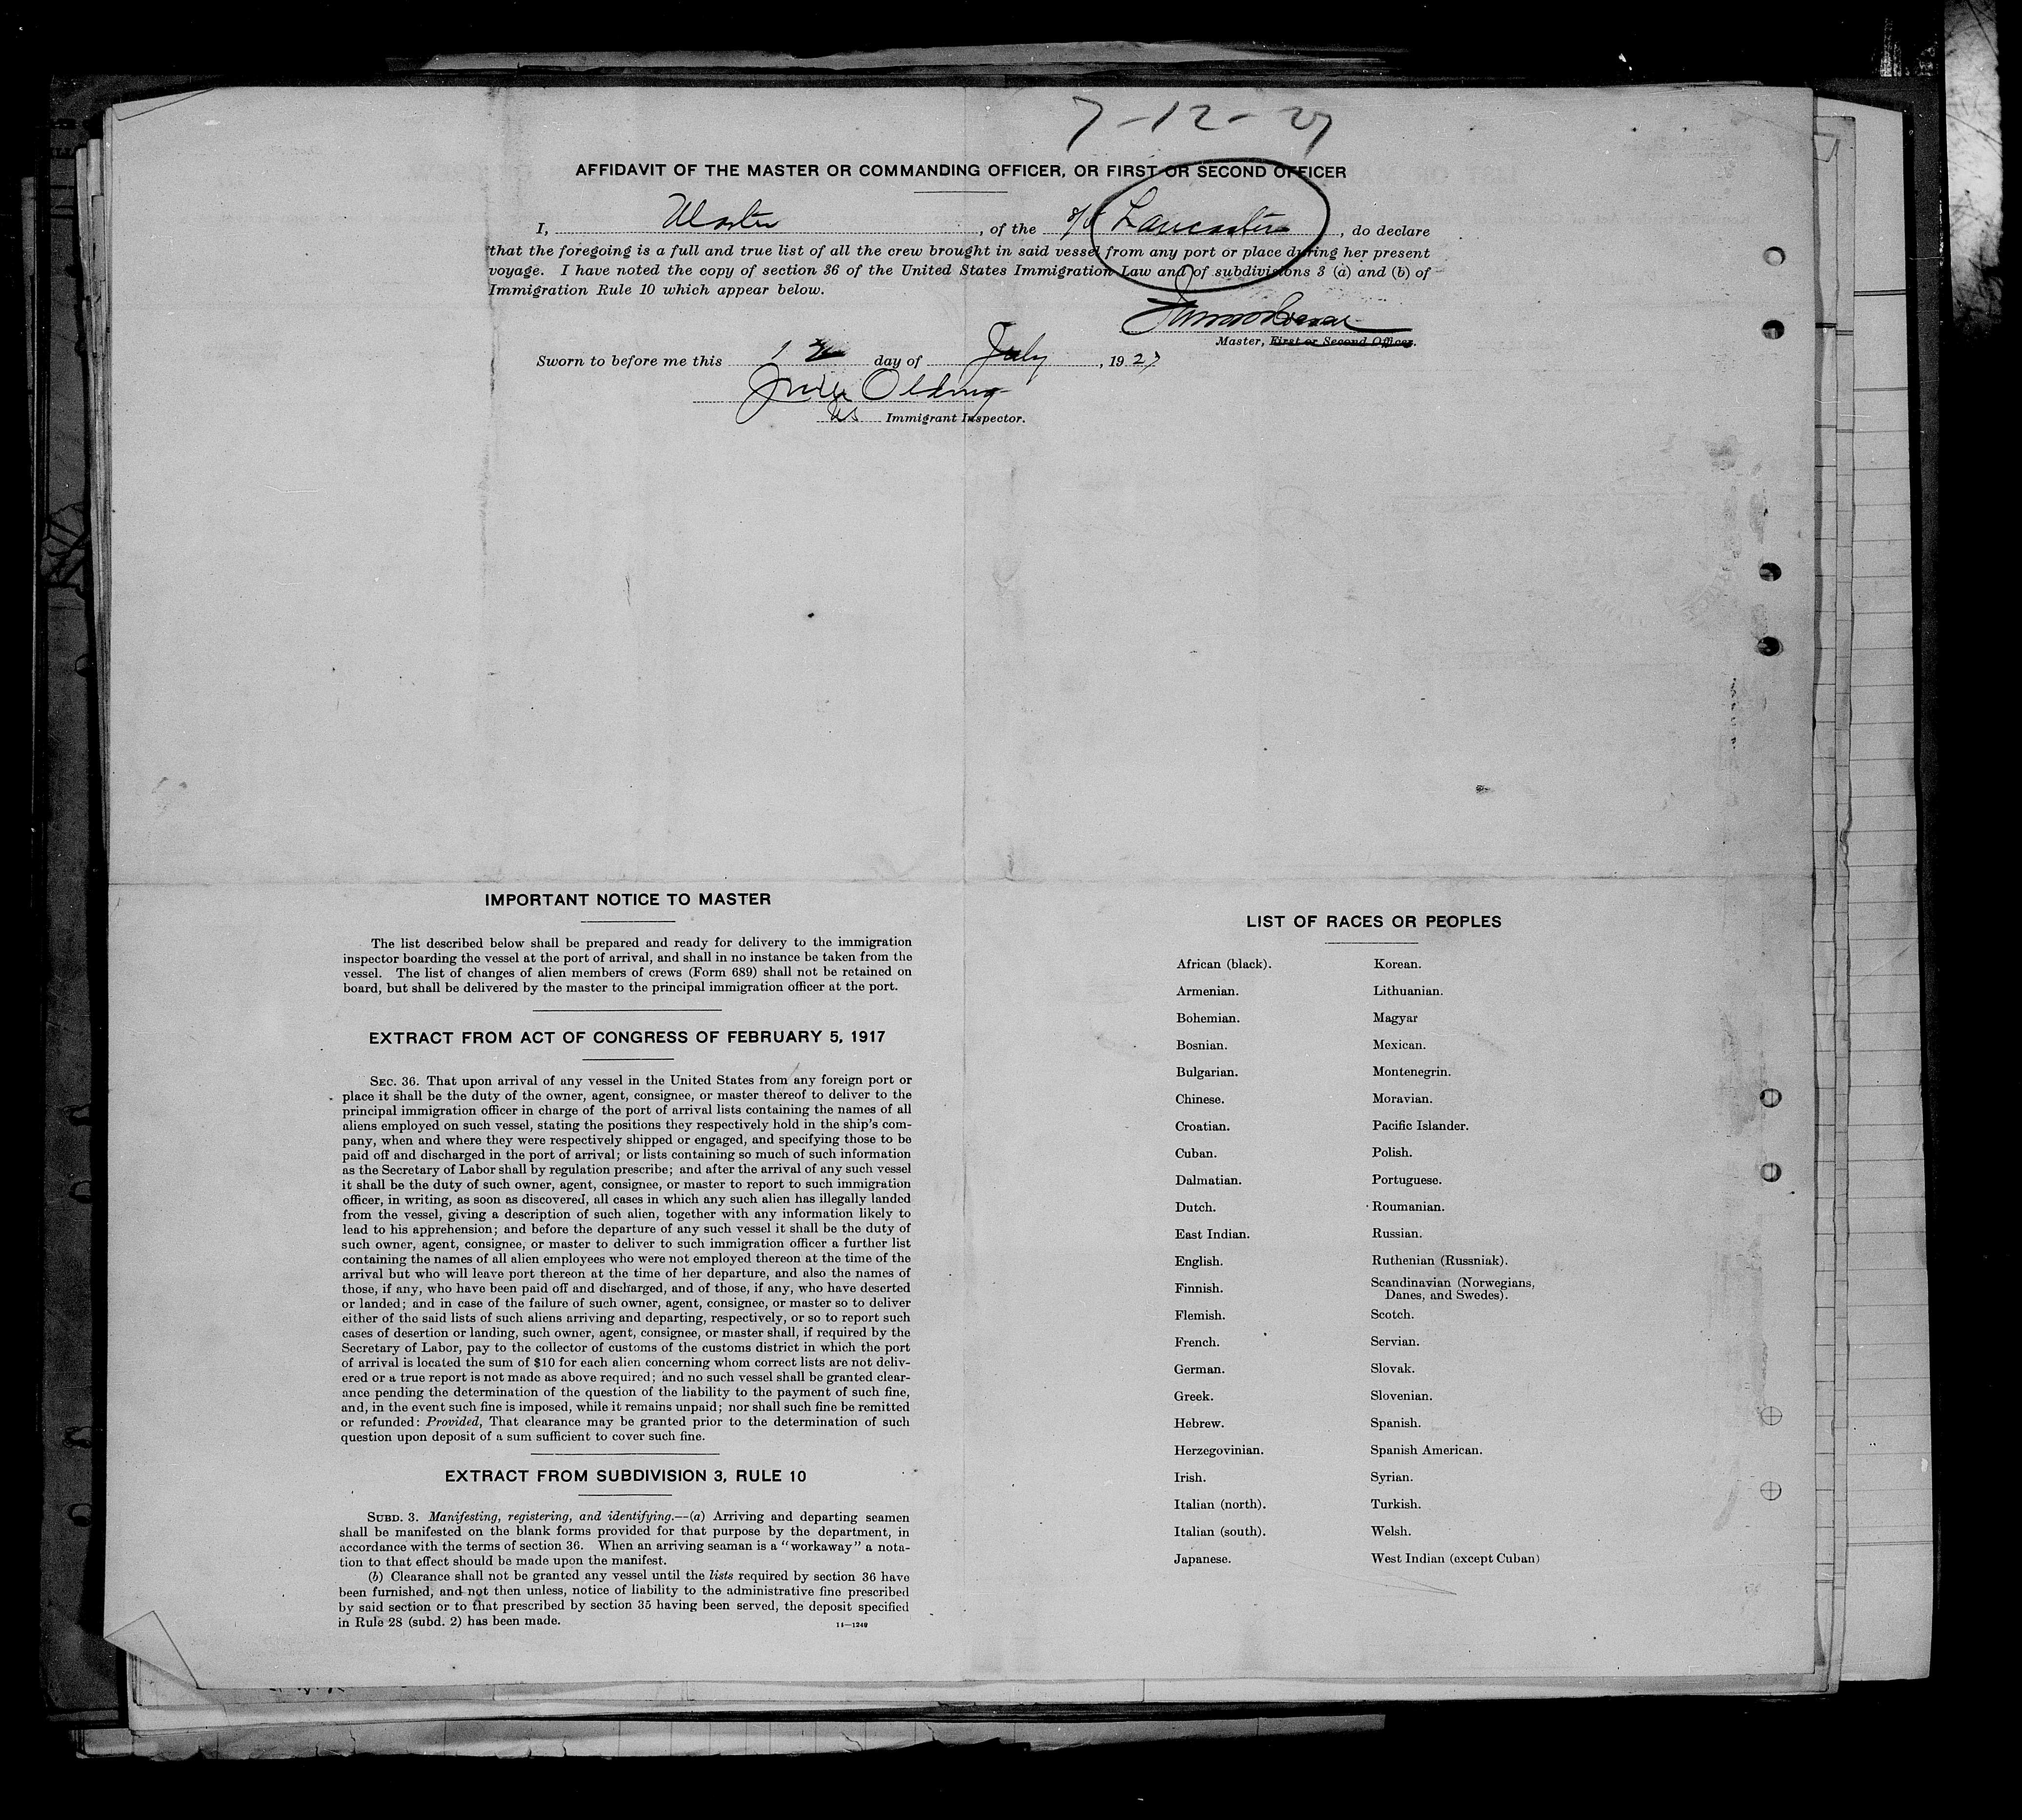 7-12-27
AFFIDAVIT OF THE MASTER OR COMMANDING OFFICER, OR FIRST OR SECOND OFFICER
I, Master, of the s/s Lancaster, do declare
that the foregoing is a full and true list of all the crew brought in said vessel from any port or place during her present
voyage. I have noted the copy of section 36 of the United States Immigration Law and of subdivisions 3 (a) and (b) of
Immigration Rule 10 which appear below.
Master, First or Second Officer.
Sworn to before me this day of July, 1927
Immigrant Inspector.
IMPORTANT NOTICE TO MASTER
The list described below shall be prepared and ready for delivery to the immigration
inspector boarding the vessel at the port of arrival, and shall in no instance be taken from the
vessel. The list of changes of alien members of crews (Form 689) shall not be retained on
board, but shall be delivered by the master to the principal immigration officer at the port.
EXTRACT FROM ACT OF CONGRESS OF FEBRUARY 5, 1917
SEC. 36. That upon arrival of any vessel in the United States from any foreign port or
place it shall be the duty of the owner, agent, consignee, or master thereof to deliver to the
principal immigration officer in charge of the port of arrival lists containing the names of all
aliens employed on such vessel, stating the positions they respectively hold in the ship's com-
pany, when and where they were respectively shipped or engaged, and specifying those to be
paid off and discharged in the port of arrival; or lists containing so much of such information
as the Secretary of Labor shall by regulation prescribe; and after the arrival of any such vessel
it shall be the duty of such owner, agent, consignee, or master to report to such immigration
officer, in writing, as soon as discovered, all cases in which any such alien has illegally landed
from the vessel, giving a description of such alien, together with any information likely to
lead to his apprehension; and before the departure of any such vessel it shall be the duty of
such owner, agent, consignee, or master to deliver to such immigration officer a further list
containing the names of all alien employees who were not employed thereon at the time of the
arrival but who will leave port thereon at the time of her departure, and also the names of
those, if any, who have been paid off and discharged, and of those, if any, who have deserted
or landed; and in case of the failure of such owner, agent, consignee, or master so to deliver
either of the said lists of such aliens arriving and departing, respectively, or so to report such
cases of desertion or landing, such owner, agent, consignee, or master shall, if required by the
Secretary of Labor, pay to the collector of customs of the customs district in which the port
of arrival is located the sum of $10 for each alien concerning whom correct lists are not deliv-
ered or a true report is not made as above required; and no such vessel shall be granted clear-
ance pending the determination of the question of the liability to the payment of such fine,
and, in the event such fine is imposed, while it remains unpaid; nor shall such fine be remitted
or refunded: Provided, That clearance may be granted prior to the determination of such
question upon deposit of a sum sufficient to cover such fine.
EXTRACT FROM SUBDIVISION 3, RULE 10
SUBD. 3. Manifesting, registering, and identifying.—(a) Arriving and departing seamen
shall be manifested on the blank forms provided for that purpose by the department, in
accordance with the terms of section 36. When an arriving seaman is a "workaway" a nota-
tion to that effect should be made upon the manifest.
(b) Clearance shall not be granted any vessel until the lists required by section 36 have
been furnished, and not then unless, notice of liability to the administrative fine prescribed
by said section or to that prescribed by section 35 having been served, the deposit specified
in Rule 28 (subd. 2) has been made.
11—1249
LIST OF RACES OR PEOPLES
African (black). Korean.
Armenian. Lithuanian.
Bohemian. Magyar
Bosnian. Mexican.
Bulgarian. Montenegrin.
Chinese. Moravian.
Croatian. Pacific Islander.
Cuban. Polish.
Dalmatian. Portuguese.
Dutch. Roumanian.
East Indian. Russian.
English. Ruthenian (Russniak).
Finnish. Scandinavian (Norwegians,
Danes, and Swedes).
Flemish. Scotch.
French. Servian.
German. Slovak.
Greek. Slovenian.
Hebrew. Spanish.
Herzegovinian. Spanish American.
Irish. Syrian.
Italian (north). Turkish.
Italian (south). Welsh.
Japanese. West Indian (except Cuban)